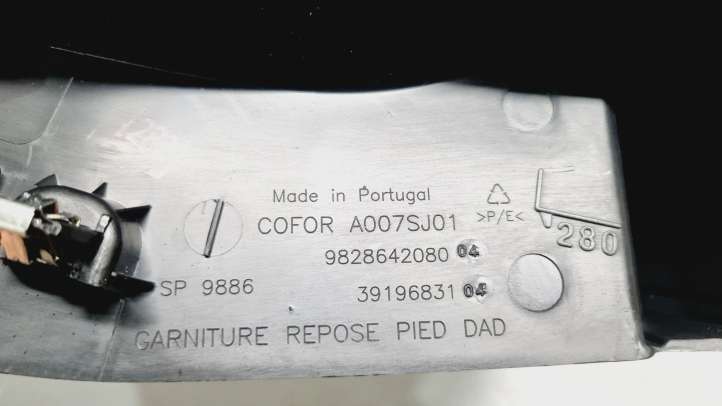 Made in Portugal
COFOR A007SJ01
>P/E<
280
9828642080 04
SP 9886
39196831 04
GARNITURE REPOSE PIED DAD